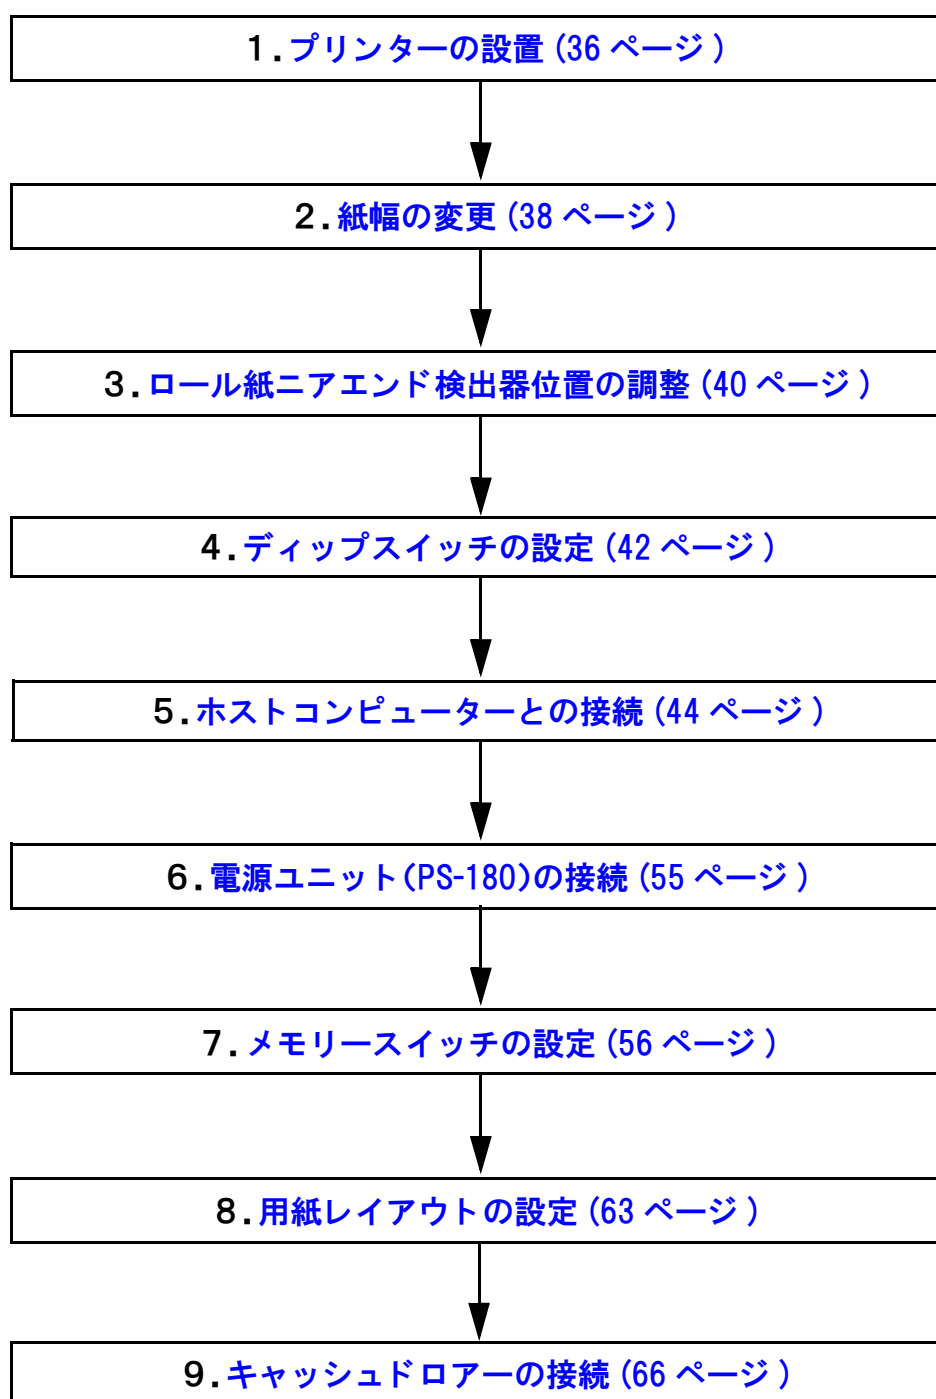 1.プリンターの設置 (36 ページ )
2.紙幅の変更 (38 ページ )
3.ロール紙ニアエンド検出器位置の調整 (40 ページ )
4.ディップスイッチの設定 (42 ページ )
5.ホストコンピューターとの接続 (44 ページ )
6.電源ユニット(PS-180)の接続 (55 ページ )
7.メモリースイッチの設定 (56 ページ )
8.用紙レイアウトの設定 (63 ページ )
9.キャッシュドロアーの接続 (66 ページ )